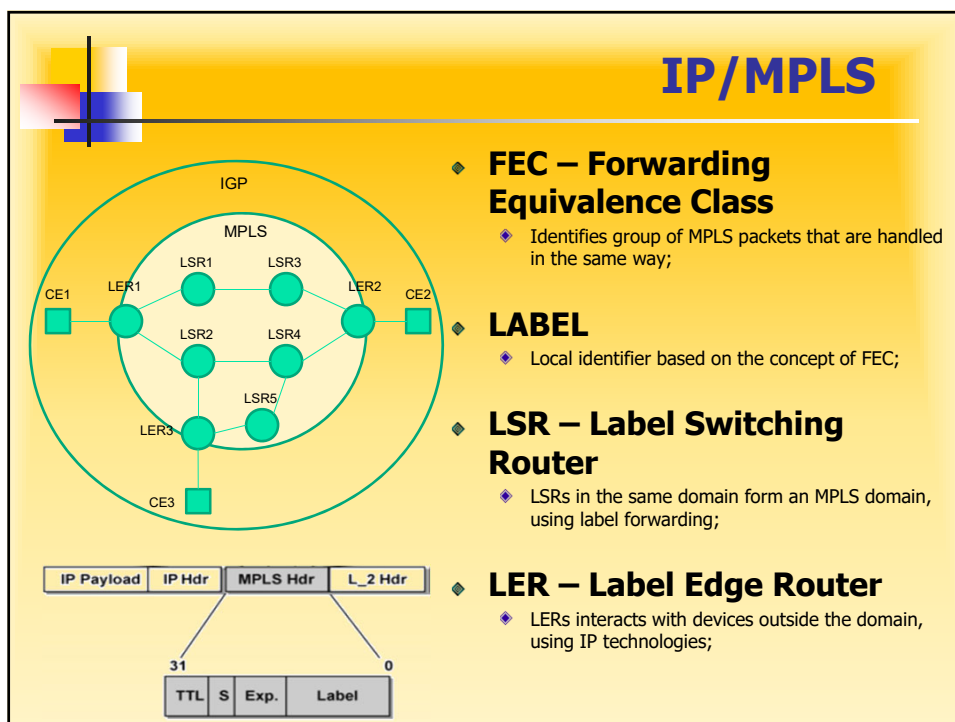 IP/MPLS
IGP
MPLS
LSR1 LSR3
LER1 LER2
CE1 CE2
LSR2 LSR4
LSR5
LER3
CE3
IP Payload IP Hdr MPLS Hdr L_2 Hdr
31 0
TTL S Exp. Label
FEC – Forwarding
Equivalence Class
Identifies group of MPLS packets that are handled
in the same way;
LABEL
Local identifier based on the concept of FEC;
LSR – Label Switching
Router
LSRs in the same domain form an MPLS domain,
using label forwarding;
LER – Label Edge Router
LERs interacts with devices outside the domain,
using IP technologies;